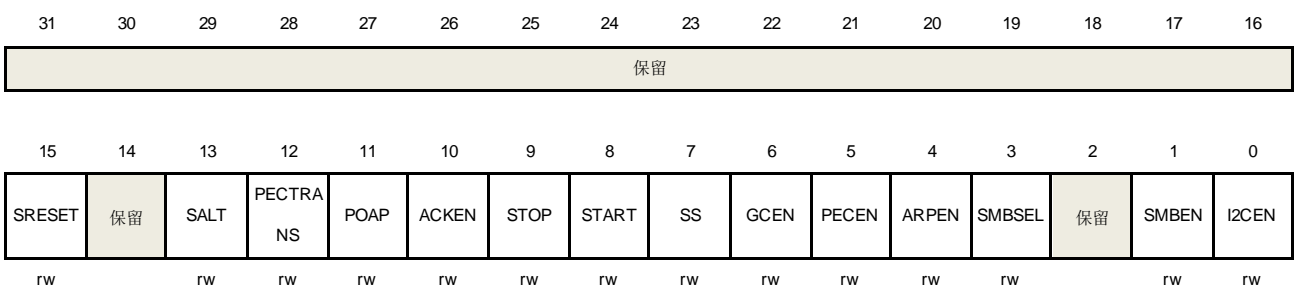 31 30 29 28 27 26 25 24 23 22 21 20 19 18 17 16
保留
15 14 13 12 11 10 9 8 7 6 5 4 3 2 1 0
SRESET 保留 SALT PECTRA NS POAP ACKEN STOP START SS GCEN PECEN ARPEN SMBSEL 保留 SMBEN I2CEN
rw rw rw rw rw rw rw rw rw rw rw rw rw rw